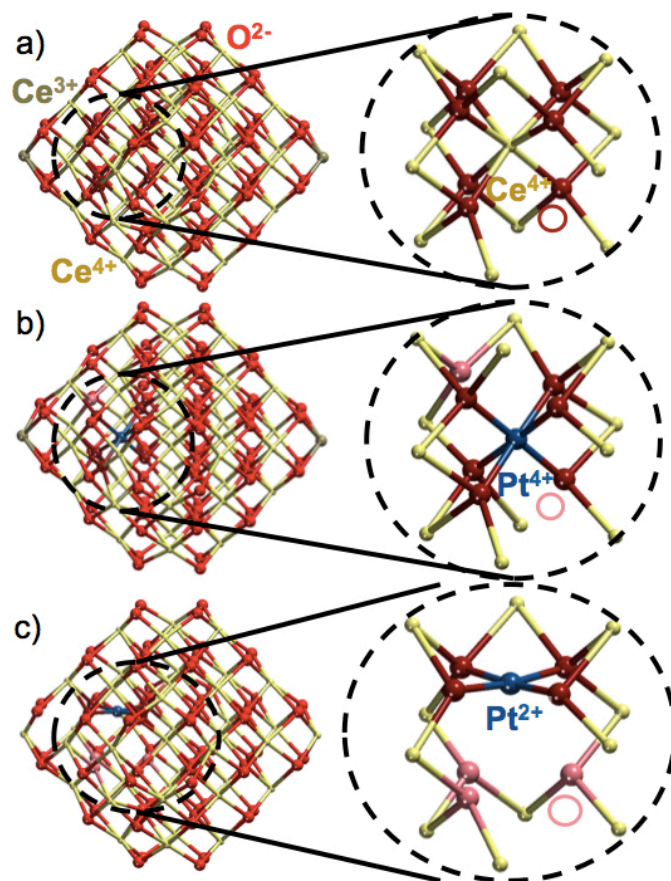 a)
O²⁻
Ce³⁺
Ce⁴⁺
Ce⁴⁺
b)
Pt⁴⁺
c)
Pt²⁺